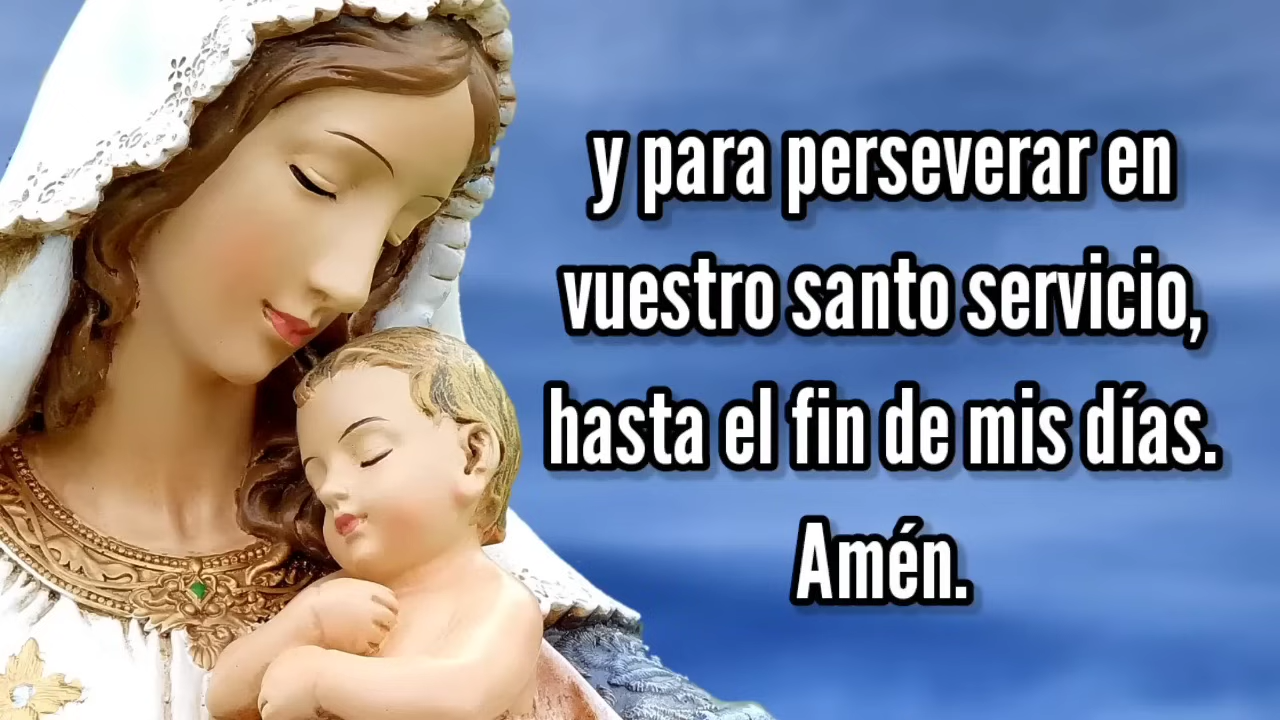 y para perseverar en
vuestro santo servicio,
hasta el fin de mis días.
Amén.